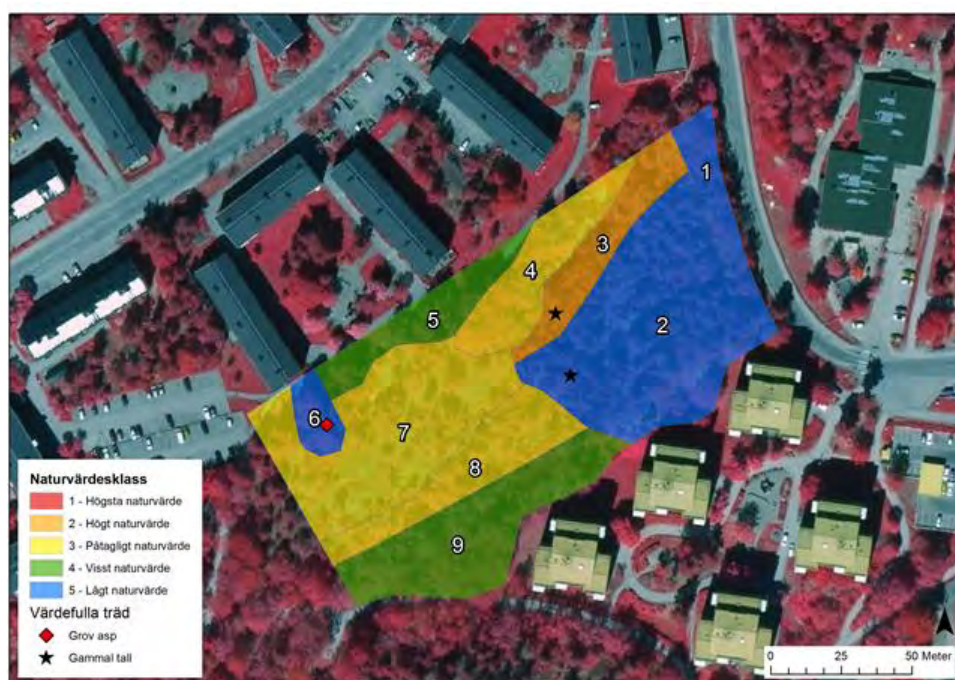 1
2
3
4
5
6
7
8
9
Naturvärdesklass
1 - Högsta naturvärde
2 - Högt naturvärde
3 - Påtagligt naturvärde
4 - Visst naturvärde
5 - Lågt naturvärde
Värdefulla träd
Grov asp
Gammal tall
0 25 50 Meter